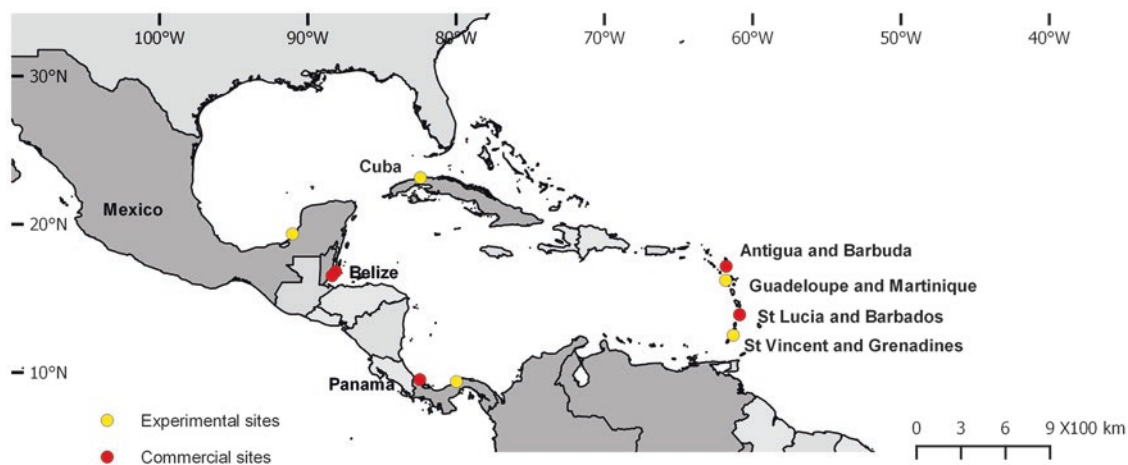 100°W 90°W 80°W 70°W 60°W 50°W 40°W
30°N
Cuba
Mexico
20°N
Antigua and Barbuda
Belize
Guadeloupe and Martinique
St Lucia and Barbados
St Vincent and Grenadines
10°N
Panama
Experimental sites
0 3 6 9 X100 km
Commercial sites